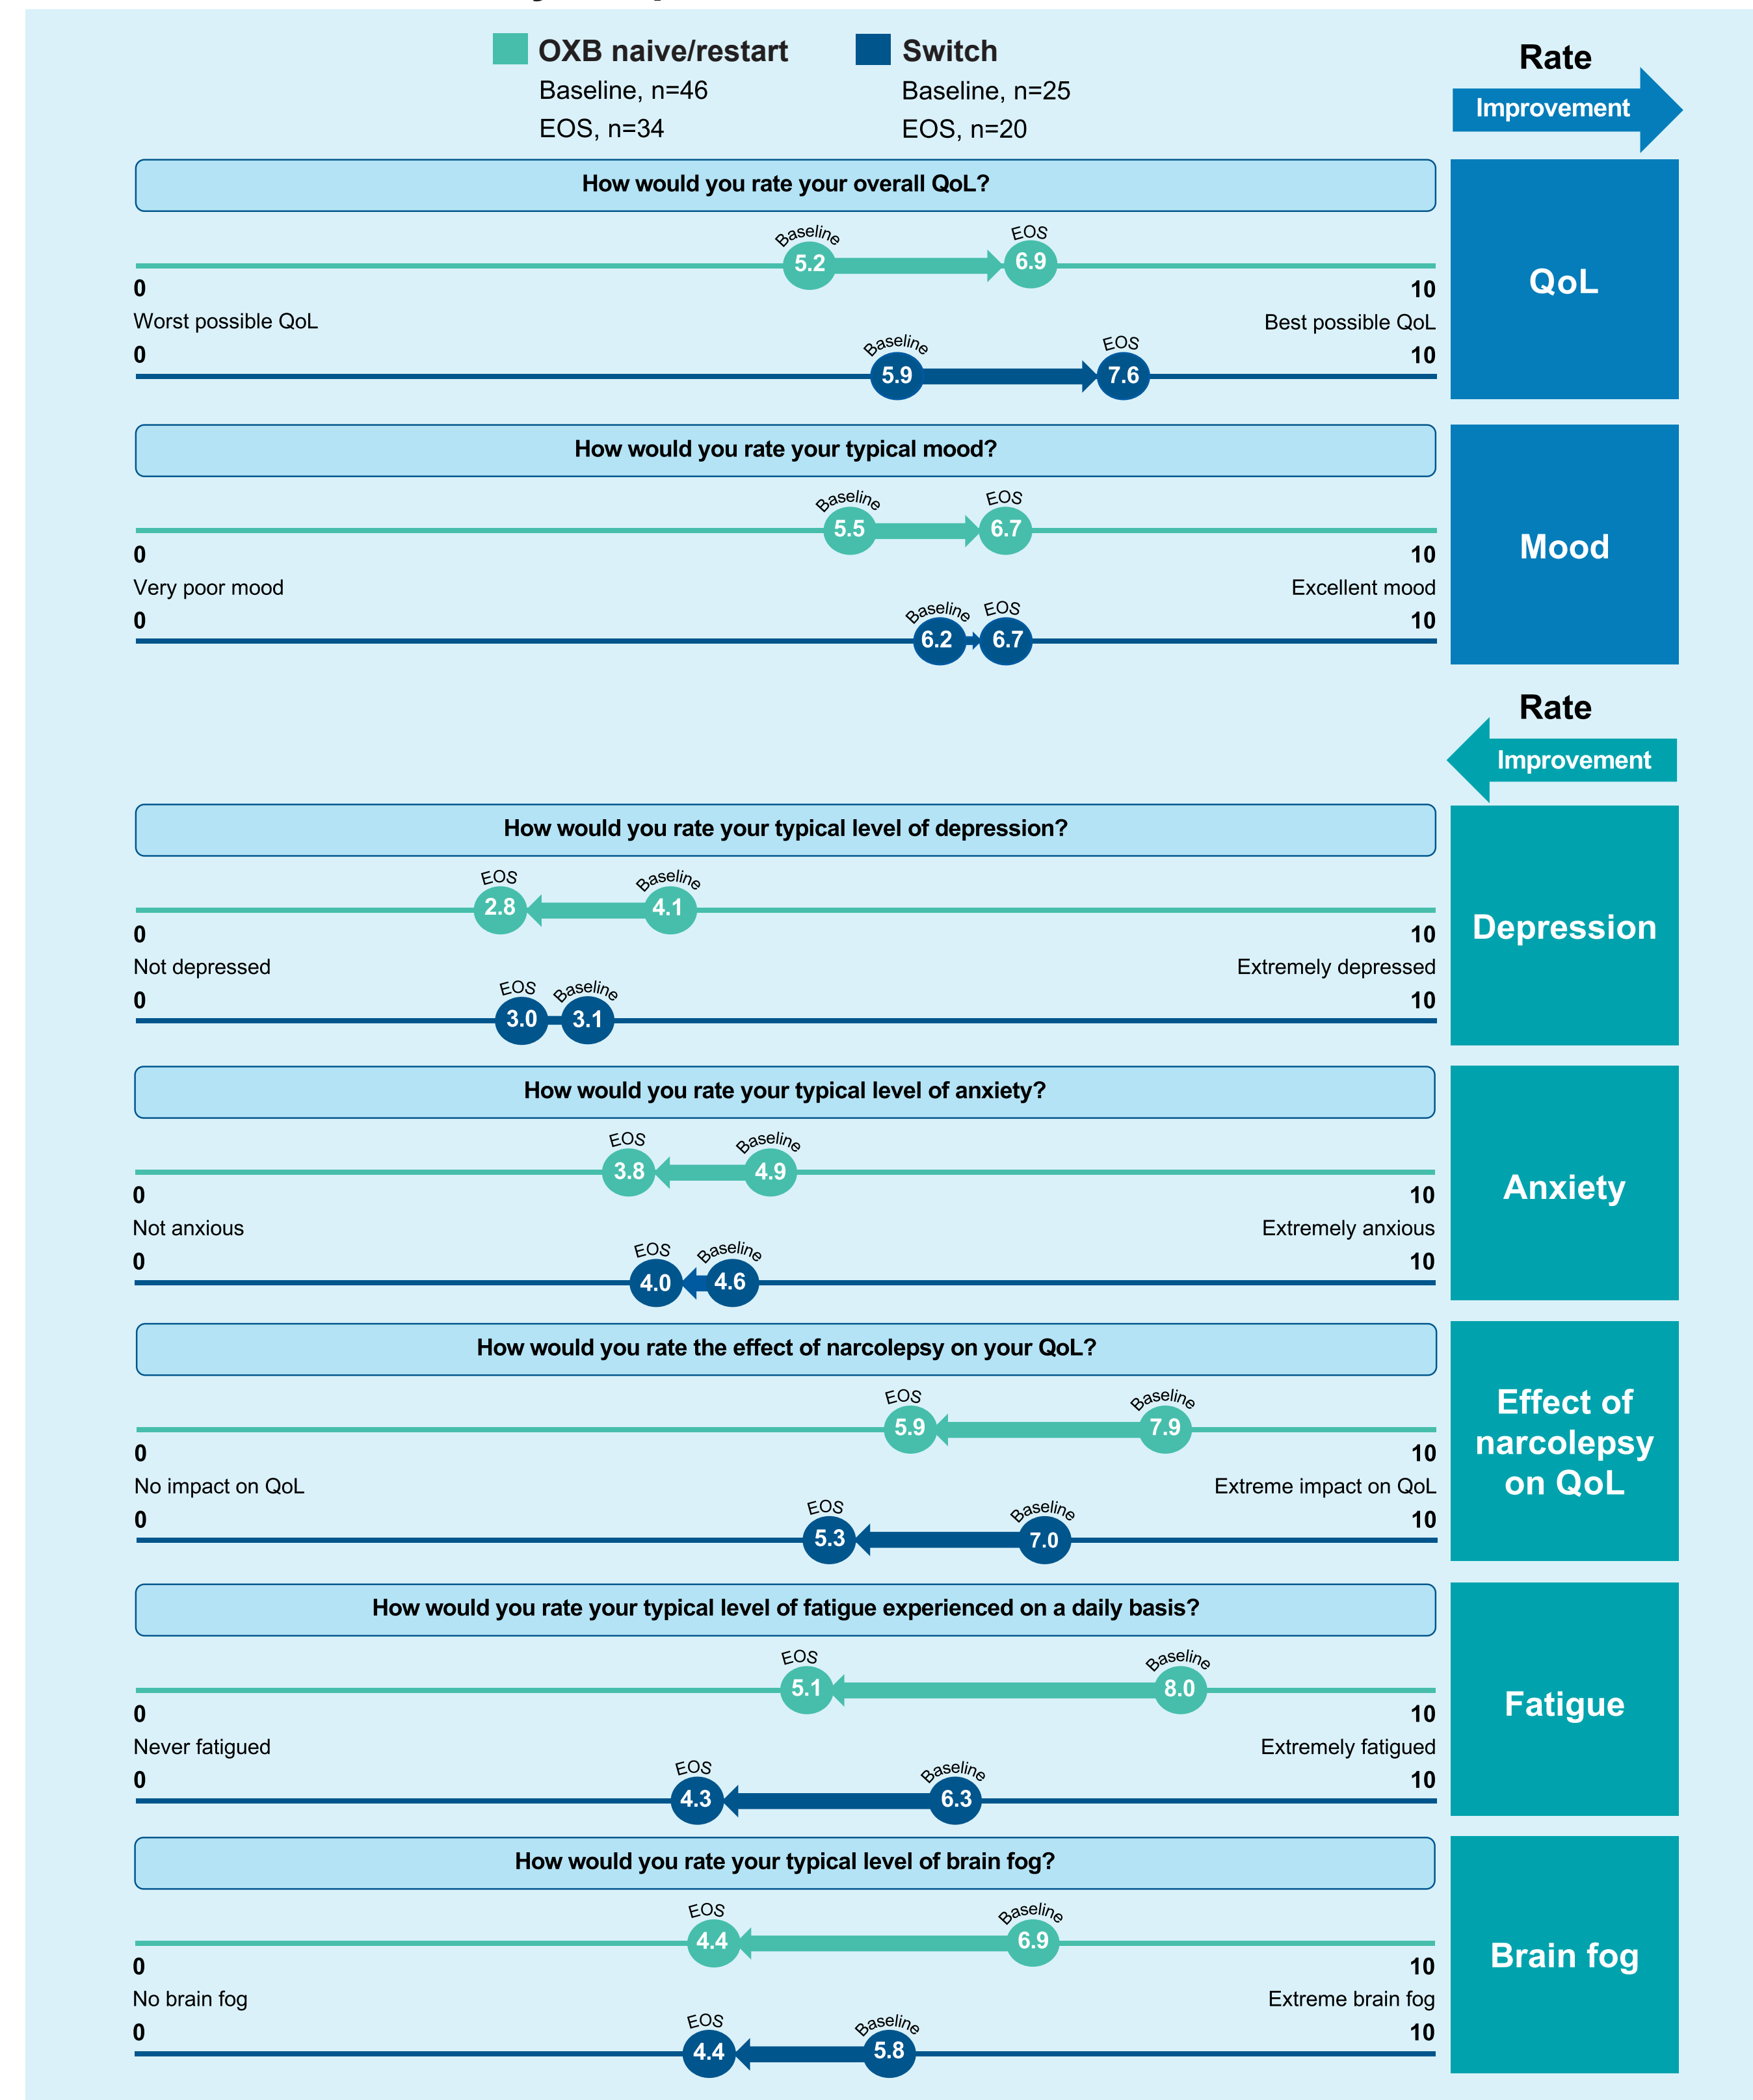 OXB naive/restart
Baseline, n=46
EOS, n=34
Switch
Baseline, n=25
EOS, n=20
Rate
Improvement
How would you rate your overall QoL?
QoL
Baseline
EOS
5.2
6.9
0
10
Worst possible QoL
Best possible QoL
0
10
Baseline
EOS
5.9
7.6
How would you rate your typical mood?
Mood
Baseline
EOS
5.5
6.7
0
10
Very poor mood
Excellent mood
0
10
Baseline
EOS
6.2
6.7
Rate
Improvement
How would you rate your typical level of depression?
Depression
EOS
Baseline
2.8
4.1
0
10
Not depressed
Extremely depressed
0
10
EOS
Baseline
3.0
3.1
How would you rate your typical level of anxiety?
Anxiety
EOS
Baseline
3.8
4.9
0
10
Not anxious
Extremely anxious
0
10
EOS
Baseline
4.0
4.6
How would you rate the effect of narcolepsy on your QoL?
Effect of
narcolepsy
on QoL
EOS
Baseline
5.9
7.9
0
10
No impact on QoL
Extreme impact on QoL
0
10
EOS
Baseline
5.3
7.0
How would you rate your typical level of fatigue experienced on a daily basis?
Fatigue
EOS
Baseline
5.1
8.0
0
10
Never fatigued
Extremely fatigued
0
10
EOS
Baseline
4.3
6.3
How would you rate your typical level of brain fog?
Brain fog
EOS
Baseline
4.4
6.9
0
10
No brain fog
Extreme brain fog
0
10
EOS
Baseline
4.4
5.8